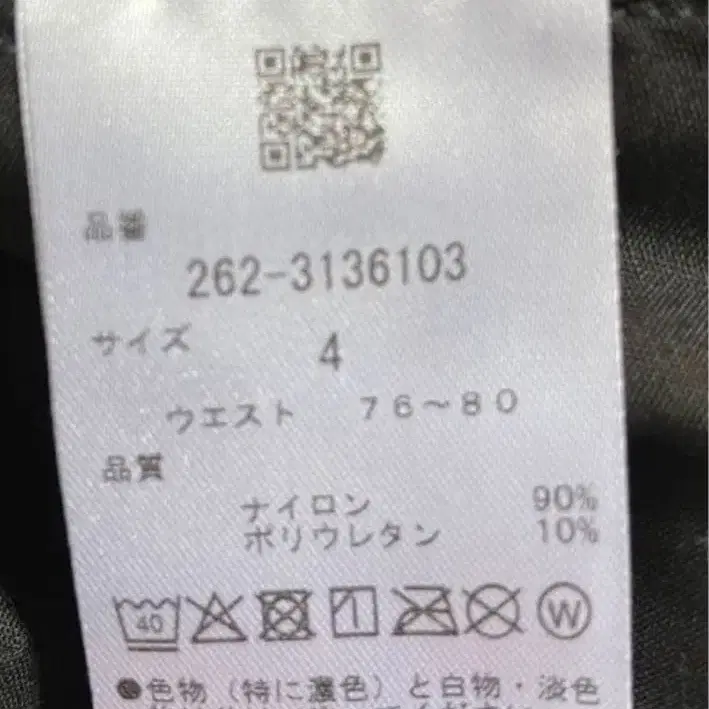 品番
262-3136103
サイズ 4
ウエスト 76～80
品質
ナイロン 90%
ポリウレタン 10%
40 W
●色物（特に濃色）と白物・淡色